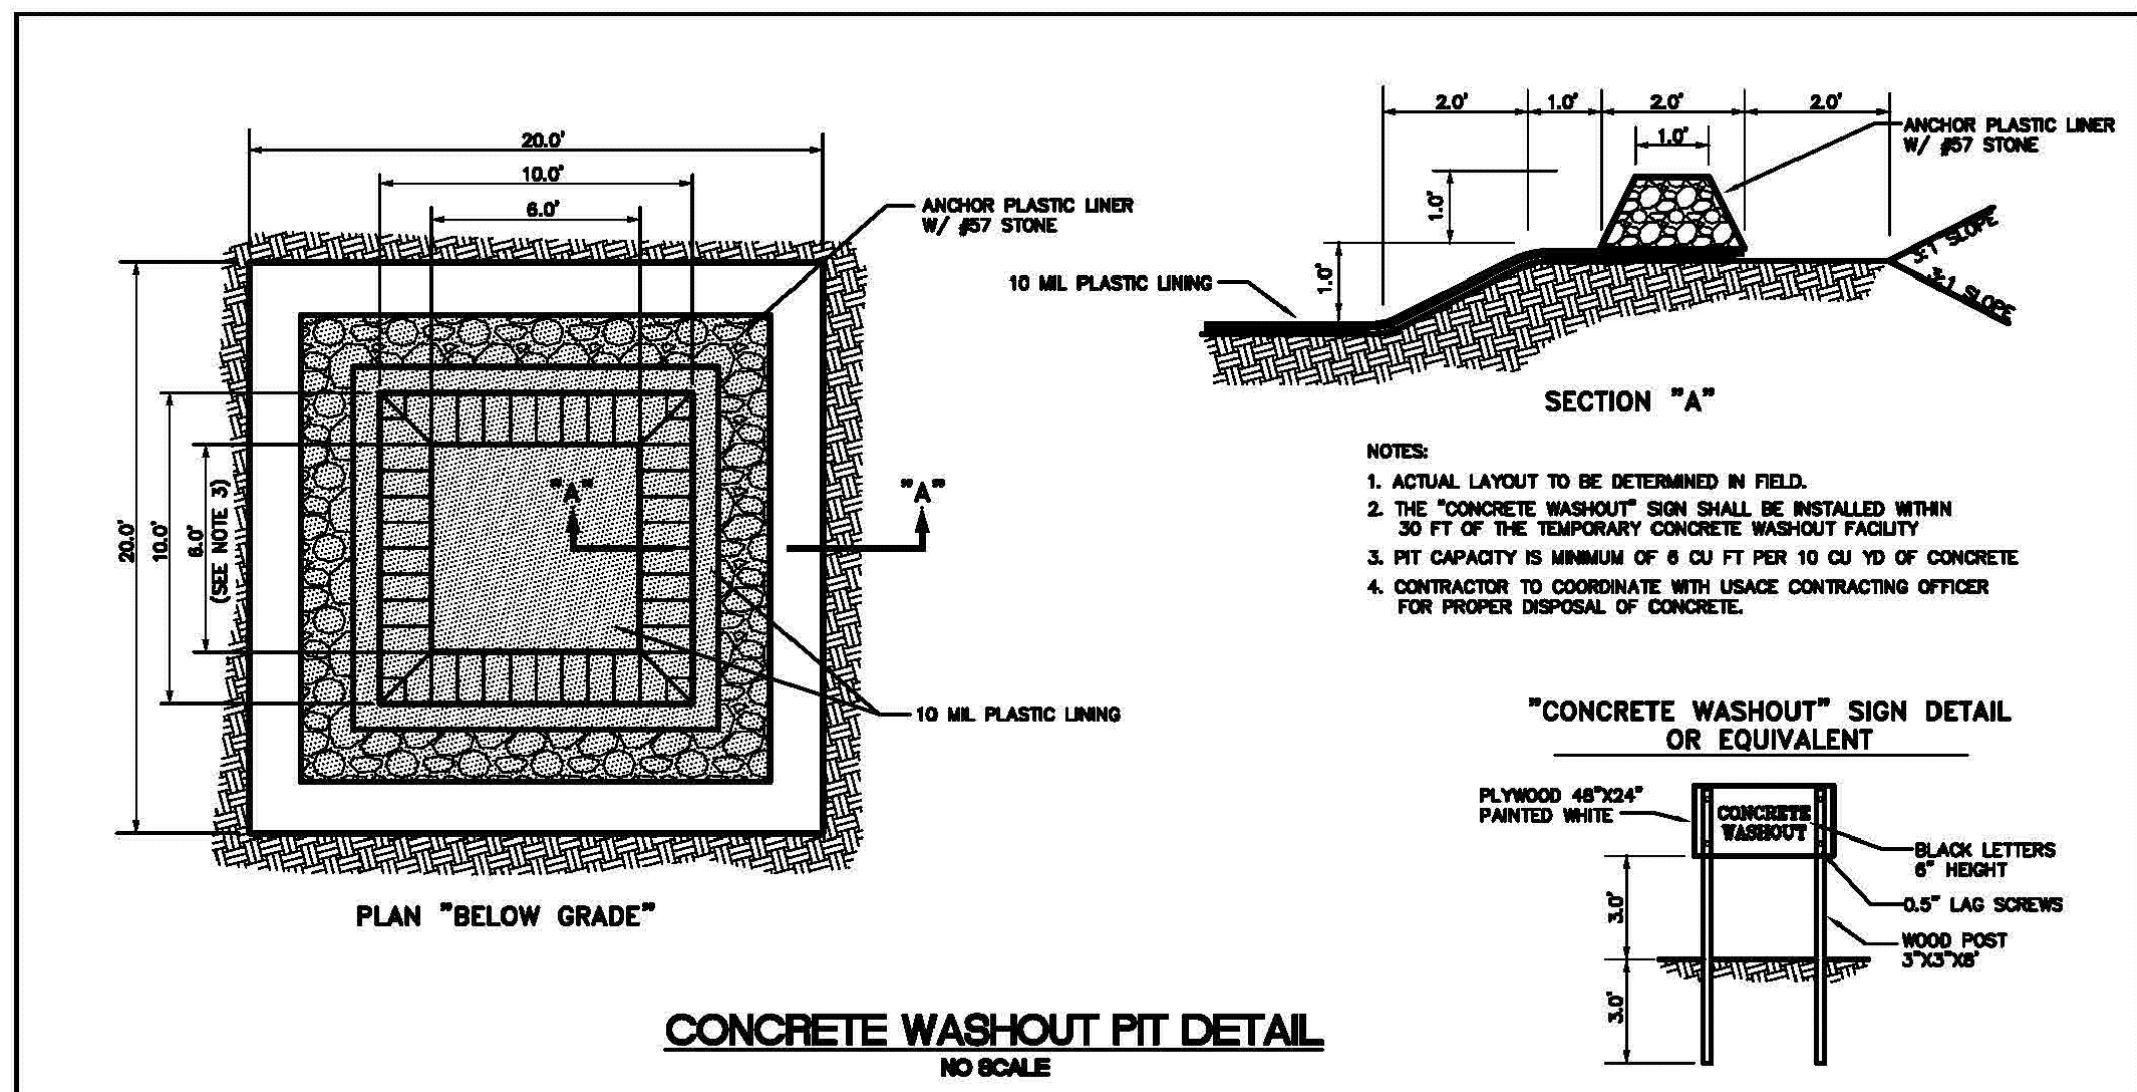 20.0'
10.0'
6.0'
ANCHOR PLASTIC LINER
W/ #57 STONE
20.0'
10.0'
6.0'
(SEE NOTE 3)
"A"
"A"
10 MIL PLASTIC LINING
PLAN "BELOW GRADE"
2.0'
1.0'
2.0'
2.0'
1.0'
ANCHOR PLASTIC LINER
W/ #57 STONE
1.0'
1.0'
10 MIL PLASTIC LINING
3:1 SLOPE
3:1 SLOPE
SECTION "A"
NOTES:
1. ACTUAL LAYOUT TO BE DETERMINED IN FIELD.
2. THE "CONCRETE WASHOUT" SIGN SHALL BE INSTALLED WITHIN
30 FT OF THE TEMPORARY CONCRETE WASHOUT FACILITY
3. PIT CAPACITY IS MINIMUM OF 6 CU FT PER 10 CU YD OF CONCRETE
4. CONTRACTOR TO COORDINATE WITH USACE CONTRACTING OFFICER
FOR PROPER DISPOSAL OF CONCRETE.
"CONCRETE WASHOUT" SIGN DETAIL
OR EQUIVALENT
PLYWOOD 48"X24"
PAINTED WHITE
CONCRETE
WASHOUT
BLACK LETTERS
6" HEIGHT
0.5" LAG SCREWS
WOOD POST
3"X3"X8'
3.0'
3.0'
CONCRETE WASHOUT PIT DETAIL
NO SCALE